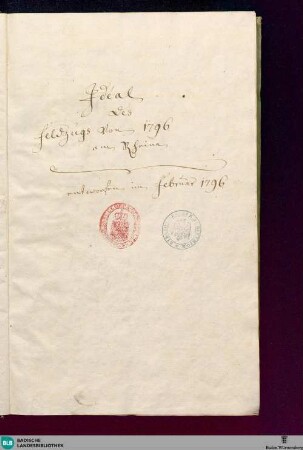 Ideal
des
Feldzugs von 1796
am Rheine
entworfen im Februar 1796
BLB BADISCHE
LANDESBIBLIOTHEK
Baden-Württemberg